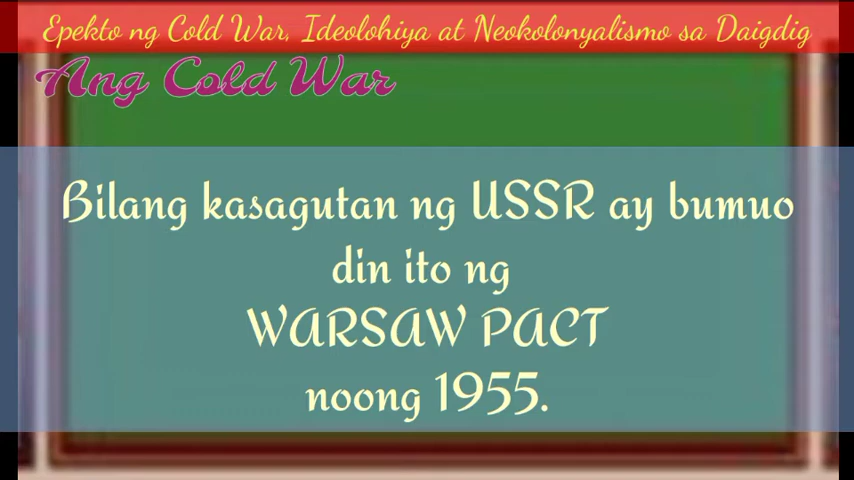 Epekto ng Cold War, Ideolohiya at Neokolonyalismo sa Daigdig
Ang Cold War
Bilang kasagutan ng USSR ay bumuo
din ito ng
WARSAW PACT
noong 1955.